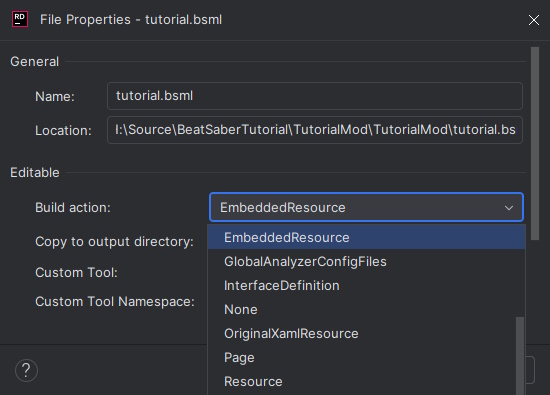 RD File Properties - tutorial.bsml
General
Name: tutorial.bsml
Location: I:\Source\BeatSaberTutorial\TutorialMod\TutorialMod\tutorial.bs
Editable
Build action: EmbeddedResource
EmbeddedResource
Copy to output directory:
GlobalAnalyzerConfigFiles
Custom Tool:
InterfaceDefinition
Custom Tool Namespace:
None
OriginalXamlResource
Page
?
Resource